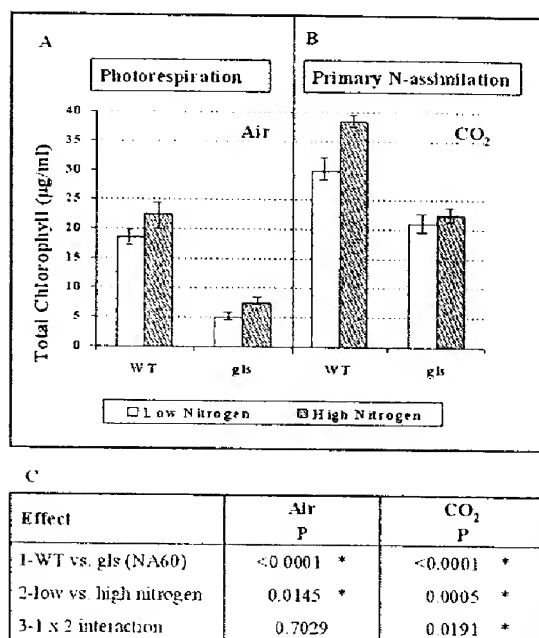 A
B
Photorespiration
Primary N-assimilation
Air
CO2
Total Chlorophyll (µg/ml)
40
35
30
25
20
15
10
5
0
WT
gls
WT
gls
Low Nitrogen
High Nitrogen
C
Effect
Air
P
CO2
P
1-WT vs. gls (NA60)
<0.0001 *
<0.0001 *
2-low vs. high nitrogen
0.0145 *
0.0005 *
3-1 x 2 interaction
0.7029
0.0191 *